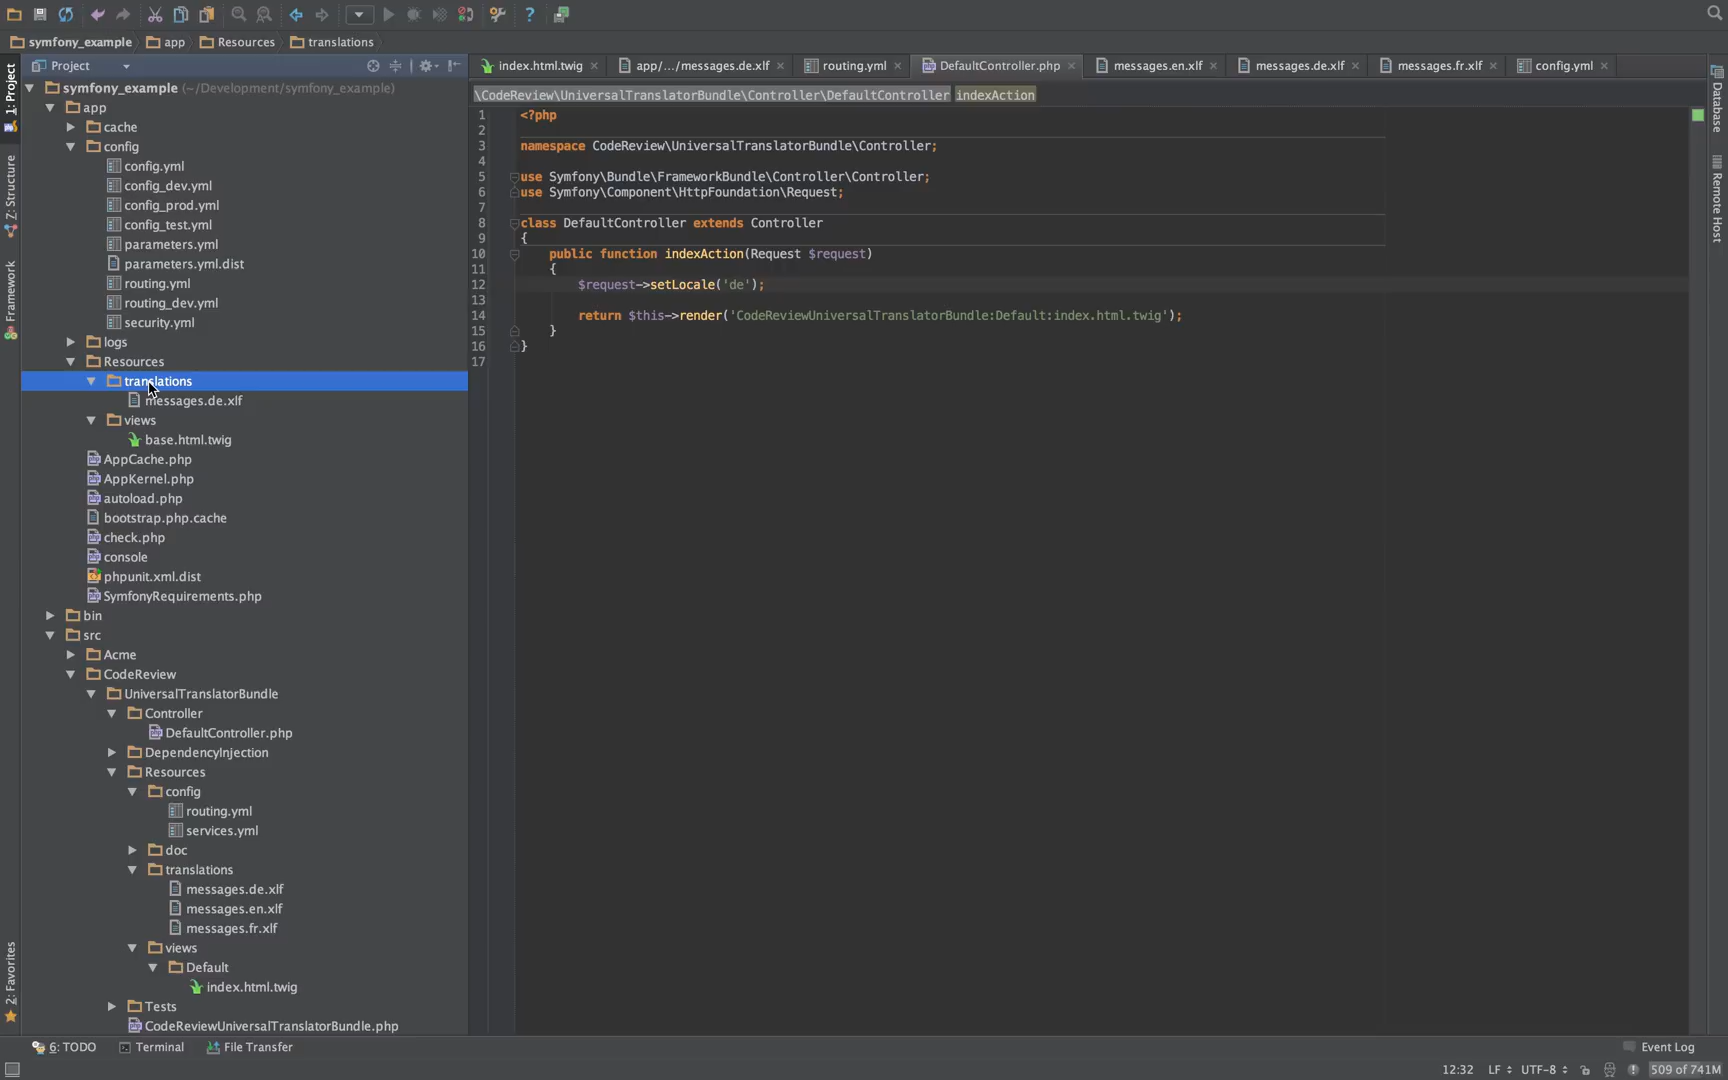 symfony_example app Resources translations
Project
index.html.twig app/.../messages.de.xlf routing.yml DefaultController.php messages.en.xlf messages.de.xlf messages.fr.xlf config.yml
\CodeReview\UniversalTranslatorBundle\Controller\DefaultController indexAction
1: Project
Z: Structure
Framework
2: Favorites
symfony_example (~/Development/symfony_example)
app
cache
config
config.yml
config_dev.yml
config_prod.yml
config_test.yml
parameters.yml
parameters.yml.dist
routing.yml
routing_dev.yml
security.yml
logs
Resources
translations
messages.de.xlf
views
base.html.twig
AppCache.php
AppKernel.php
autoload.php
bootstrap.php.cache
check.php
console
phpunit.xml.dist
SymfonyRequirements.php
bin
src
Acme
CodeReview
UniversalTranslatorBundle
Controller
DefaultController.php
DependencyInjection
Resources
config
routing.yml
services.yml
doc
translations
messages.de.xlf
messages.en.xlf
messages.fr.xlf
views
Default
index.html.twig
Tests
CodeReviewUniversalTranslatorBundle.php
1 <?php
2
3 namespace CodeReview\UniversalTranslatorBundle\Controller;
4
5 use Symfony\Bundle\FrameworkBundle\Controller\Controller;
6 use Symfony\Component\HttpFoundation\Request;
7
8 class DefaultController extends Controller
9 {
10 public function indexAction(Request $request)
11 {
12 $request->setLocale('de');
13
14 return $this->render('CodeReviewUniversalTranslatorBundle:Default:index.html.twig');
15 }
16 }
17
Database
Remote Host
6: TODO Terminal File Transfer Event Log
12:32 LF UTF-8 509 of 741M